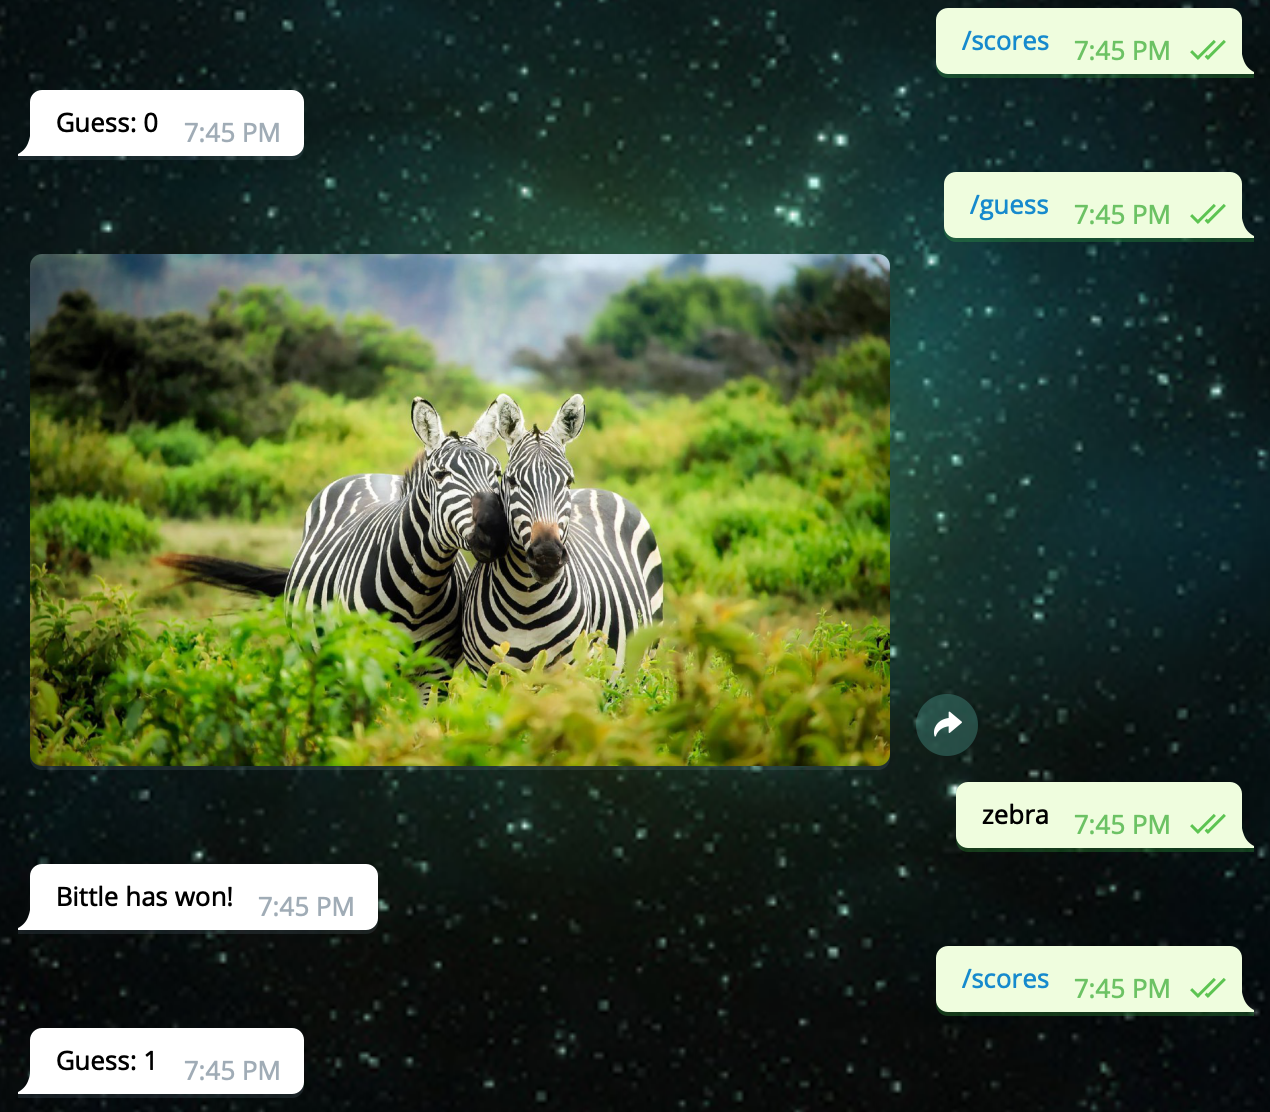 /scores 7:45 PM
Guess: 0 7:45 PM
/guess 7:45 PM
zebra 7:45 PM
Bittle has won! 7:45 PM
/scores 7:45 PM
Guess: 1 7:45 PM